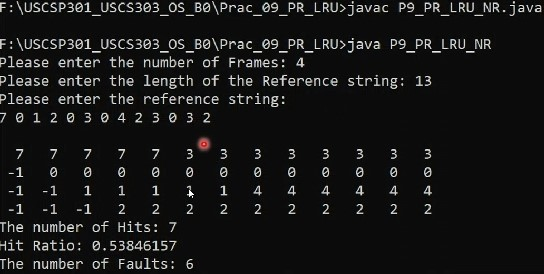 F:\USCSP301_USCS303_OS_B0\Prac_09_PR_LRU>javac P9_PR_LRU_NR.java
F:\USCSP301_USCS303_OS_B0\Prac_09_PR_LRU>java P9_PR_LRU_NR
Please enter the number of Frames: 4
Please enter the length of the Reference string: 13
Please enter the reference string:
7 0 1 2 0 3 0 4 2 3 0 3 2
7 7 7 7 7 3 3 3 3 3 3 3 3
-1 0 0 0 0 0 0 0 0 0 0 0 0
-1 -1 1 1 1 1 1 4 4 4 4 4 4
-1 -1 -1 2 2 2 2 2 2 2 2 2 2
The number of Hits: 7
Hit Ratio: 0.53846157
The number of Faults: 6